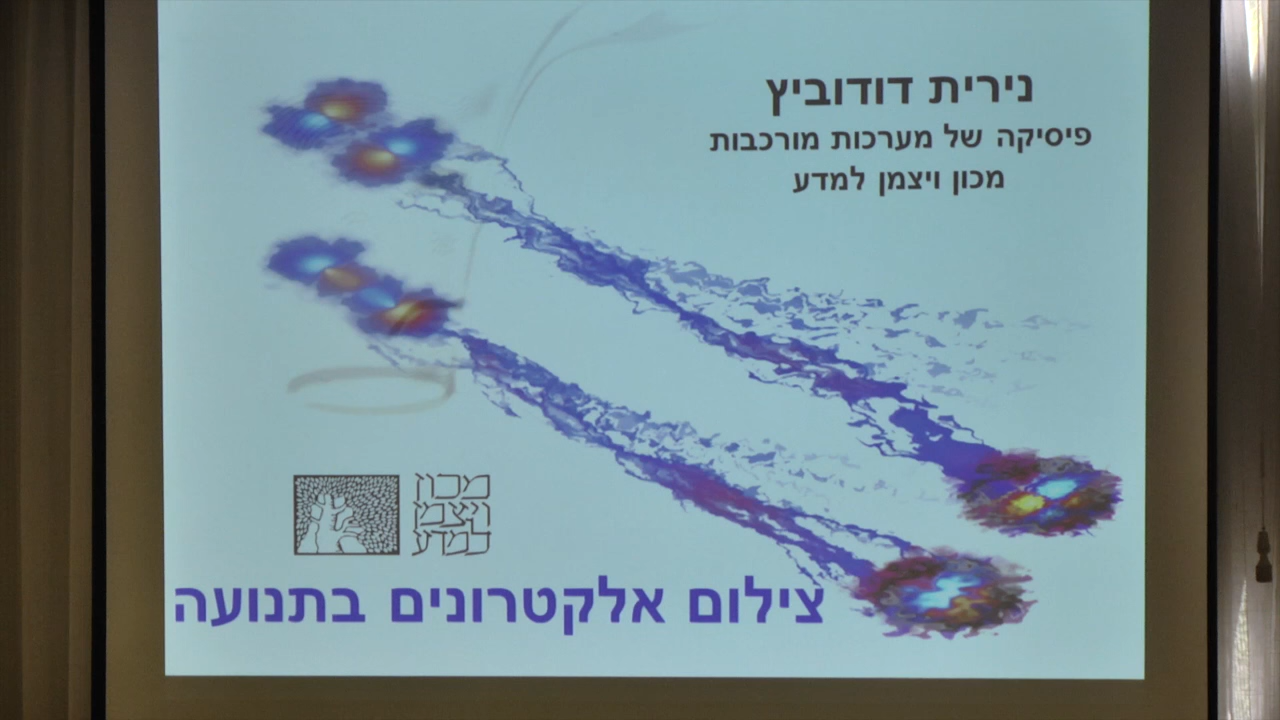 נירית דודוביץ
פיסיקה של מערכות מורכבות
מכון ויצמן למדע
מכון
ויצמן
למדע
צילום אלקטרונים בתנועה